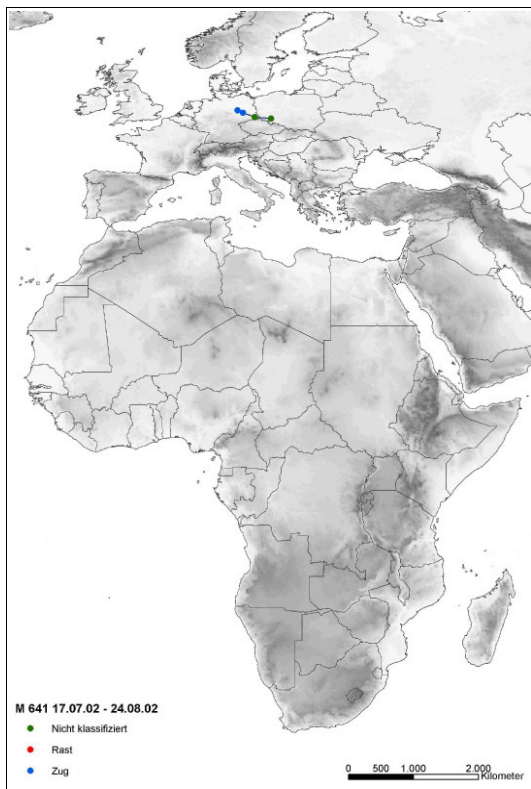 M 641 17.07.02 - 24.08.02
Nicht klassifiziert
Rast
Zug
0 500 1.000 2.000
Kilometer